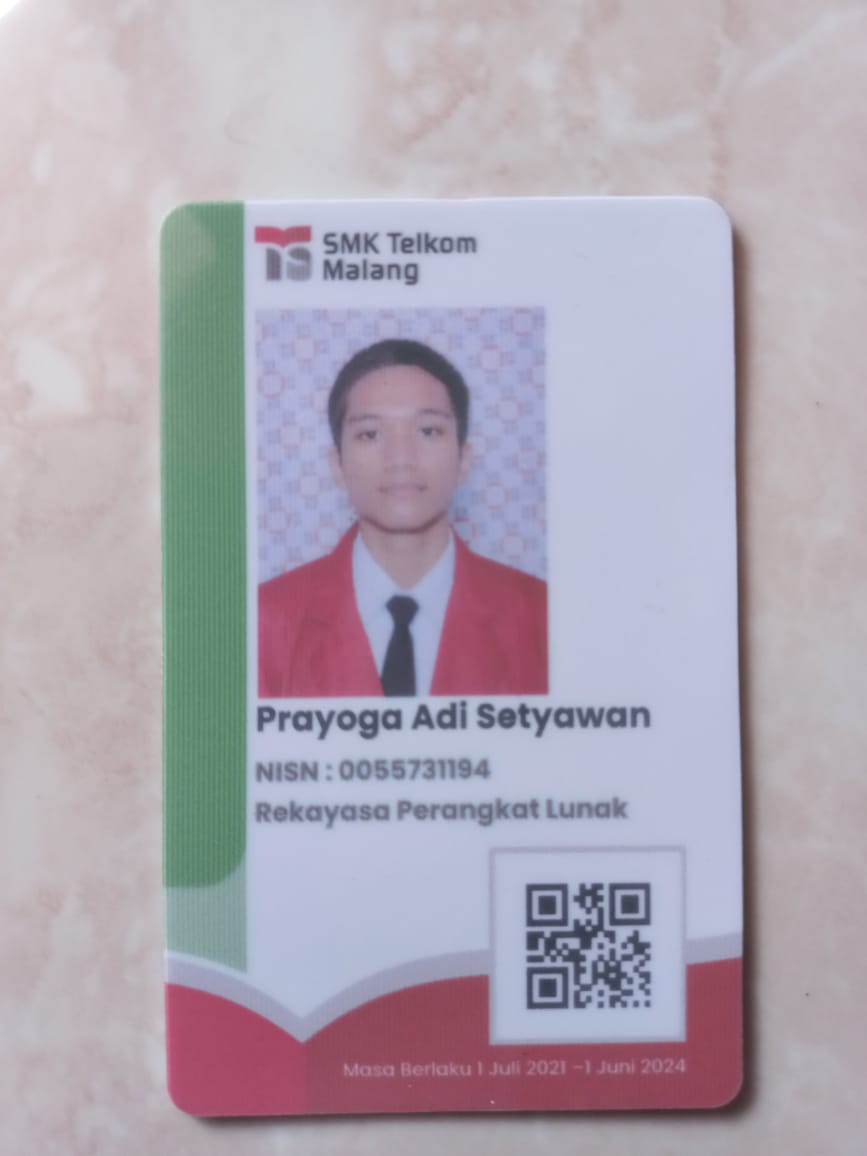 SMK Telkom
Malang
Prayoga Adi Setyawan
NISN : 0055731194
Rekayasa Perangkat Lunak
Masa Berlaku 1 Juli 2021 –1 Juni 2024